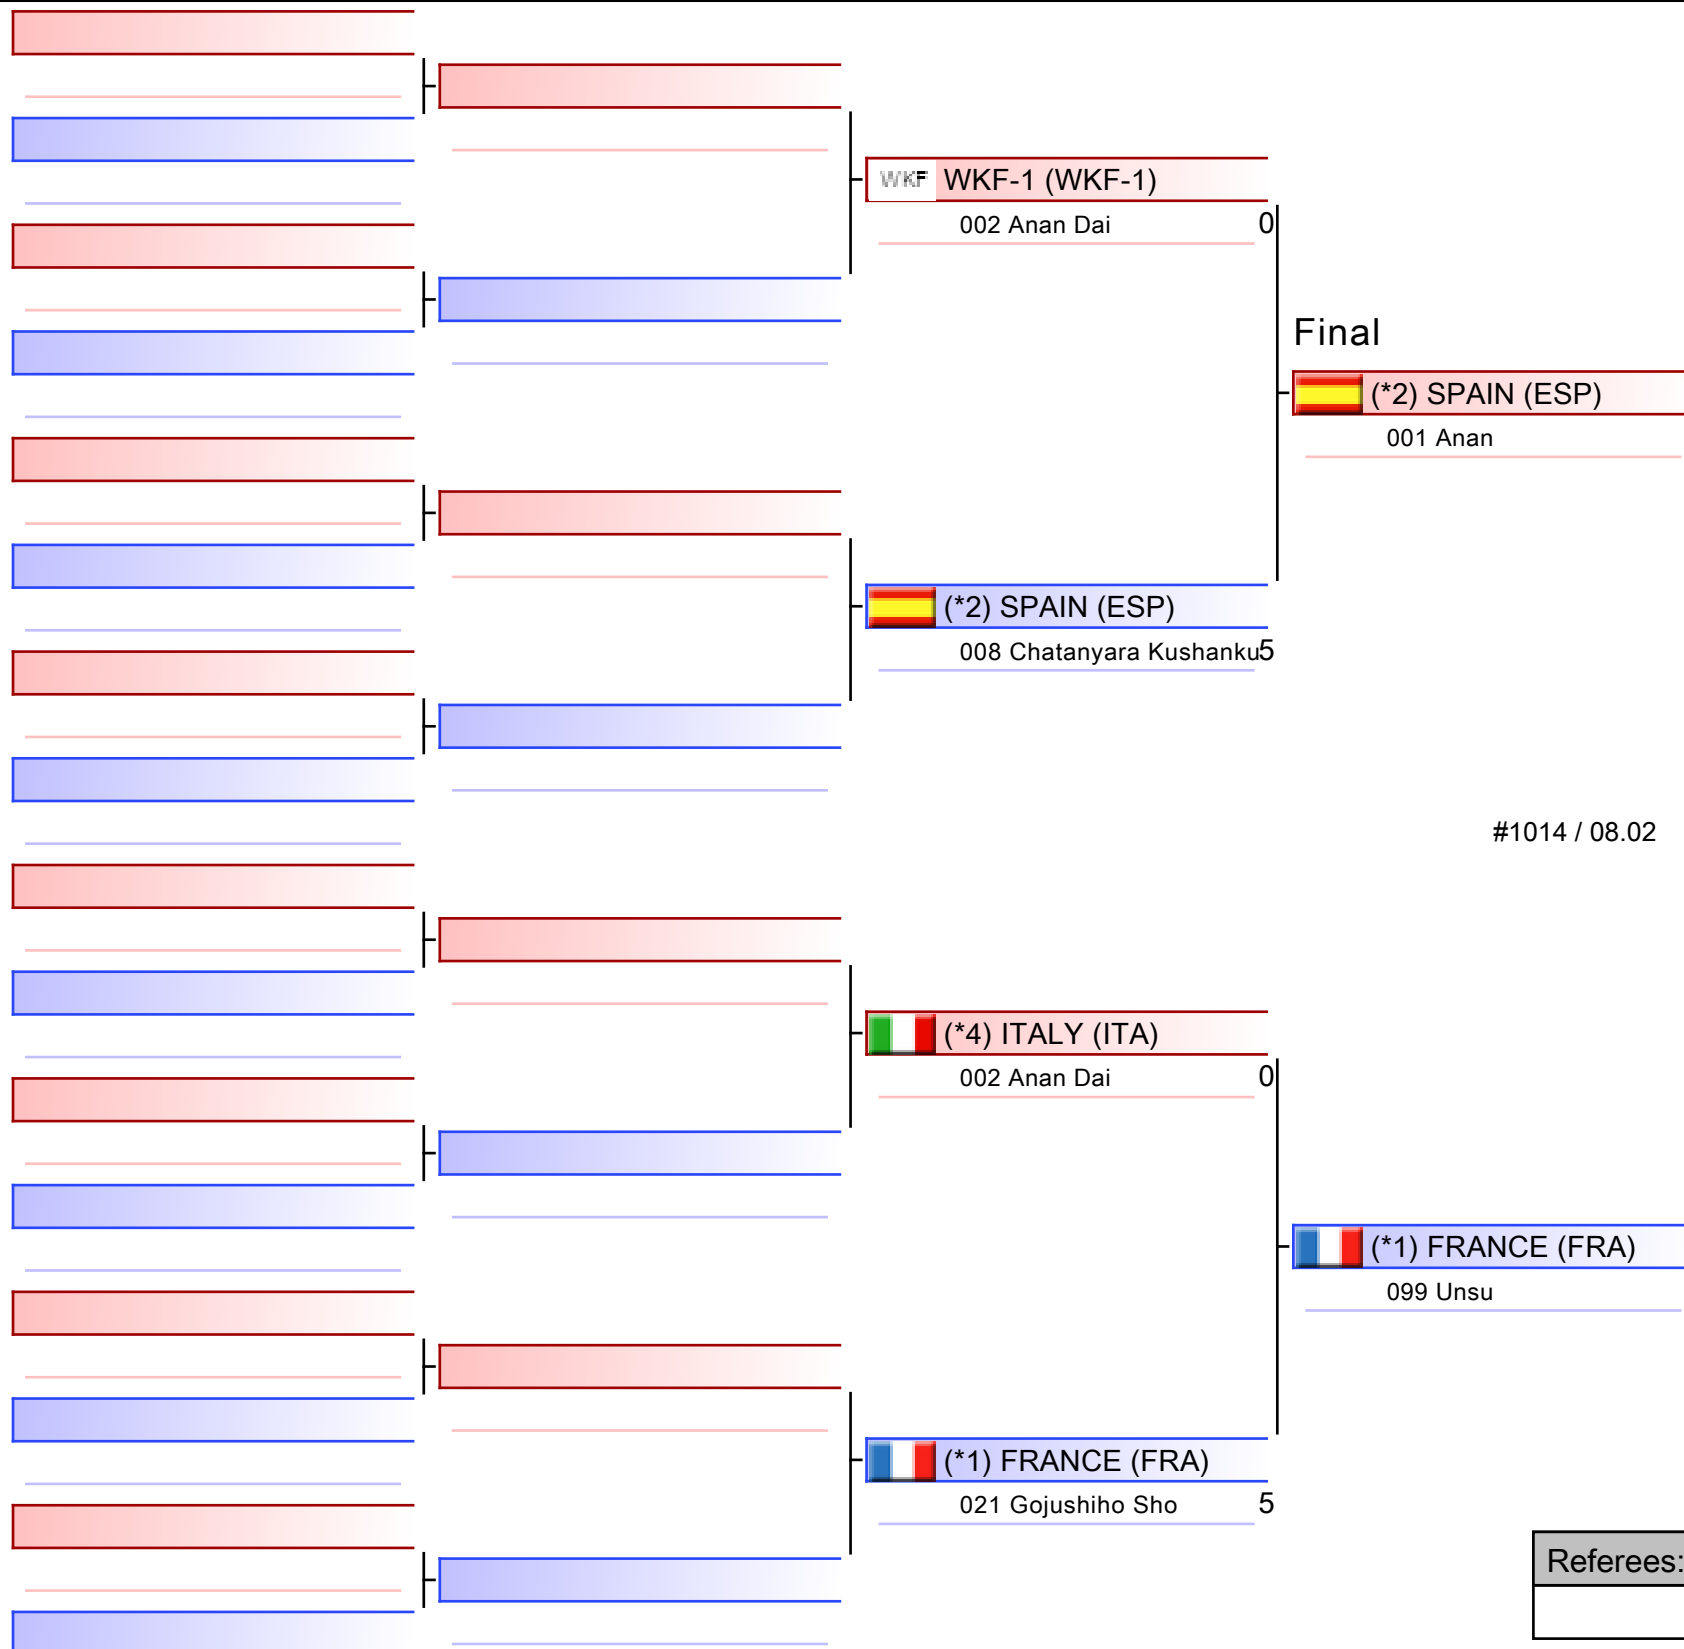 WKF WKF-1 (WKF-1)
002 Anan Dai 0
Final
(*2) SPAIN (ESP)
001 Anan
(*2) SPAIN (ESP)
008 Chatanyara Kushanku 5
#1014 / 08.02
(*4) ITALY (ITA)
002 Anan Dai 0
(*1) FRANCE (FRA)
099 Unsu
(*1) FRANCE (FRA)
021 Gojushiho Sho 5
Referees: